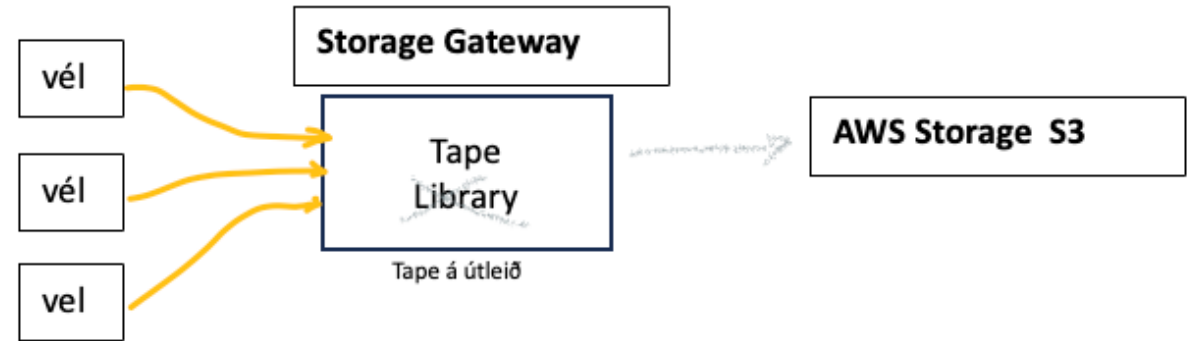 vél
vél
vel
Storage Gateway
Tape
Library
Tape á útleið
AWS Storage  S3